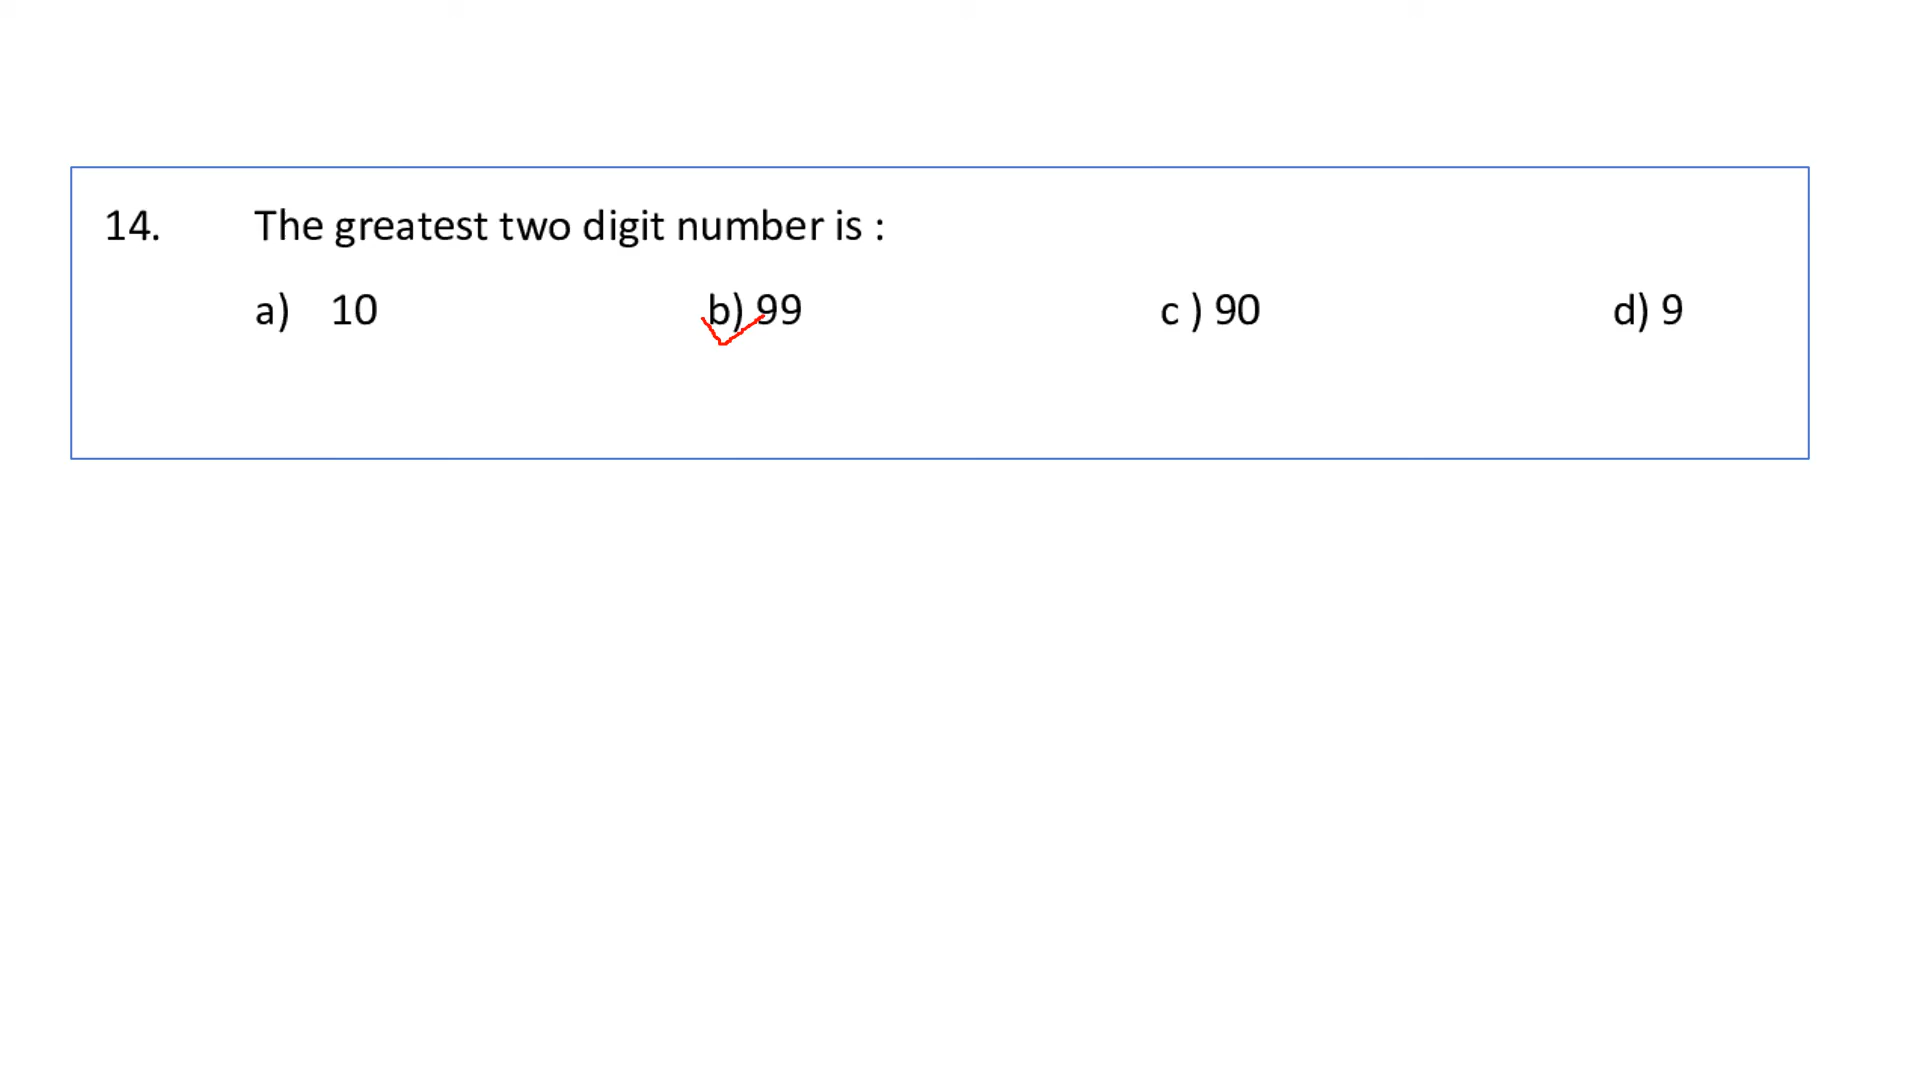 14. The greatest two digit number is :
a) 10 b) 99 c ) 90 d) 9